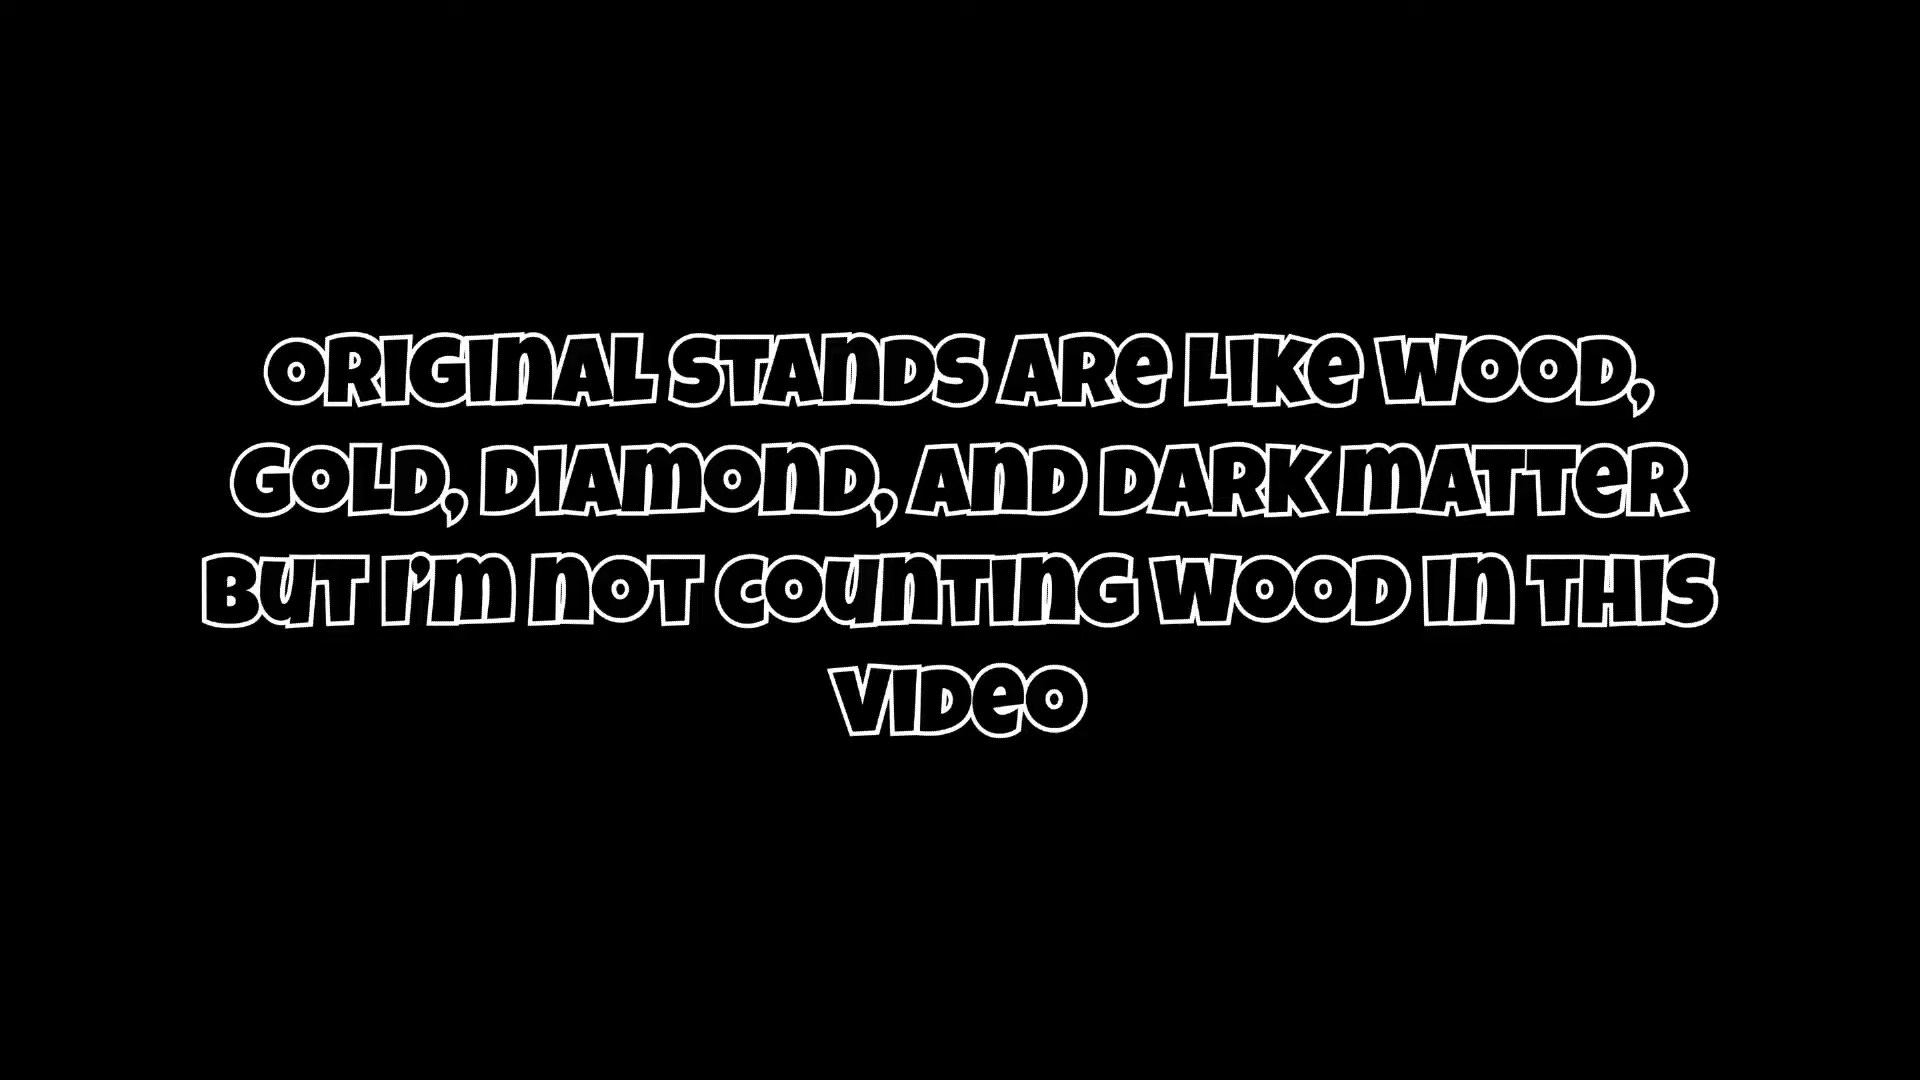 Original stands are like wood,
gold, diamond, and dark matter
but I'm not counting wood in this
video